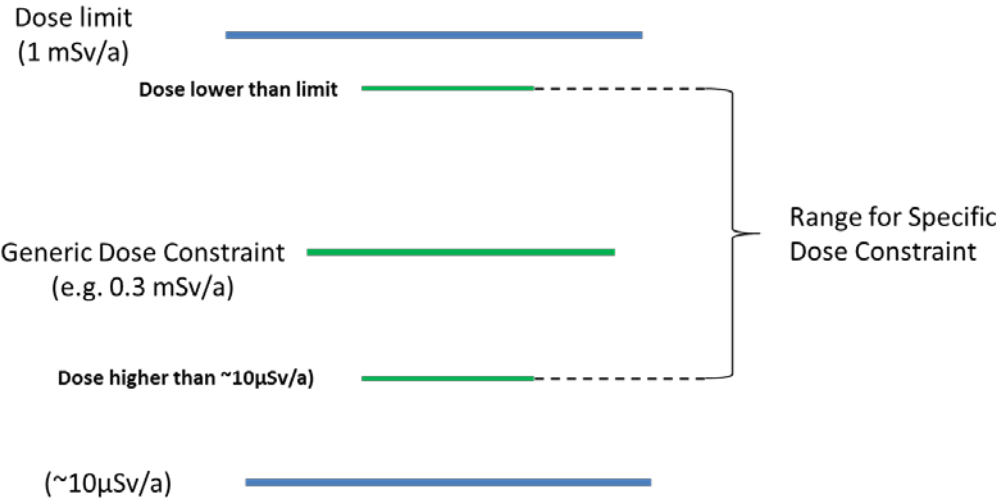 Dose limit
(1 mSv/a)
Dose lower than limit
Generic Dose Constraint
(e.g. 0.3 mSv/a)
Range for Specific
Dose Constraint
Dose higher than ~10μSv/a)
(~10μSv/a)